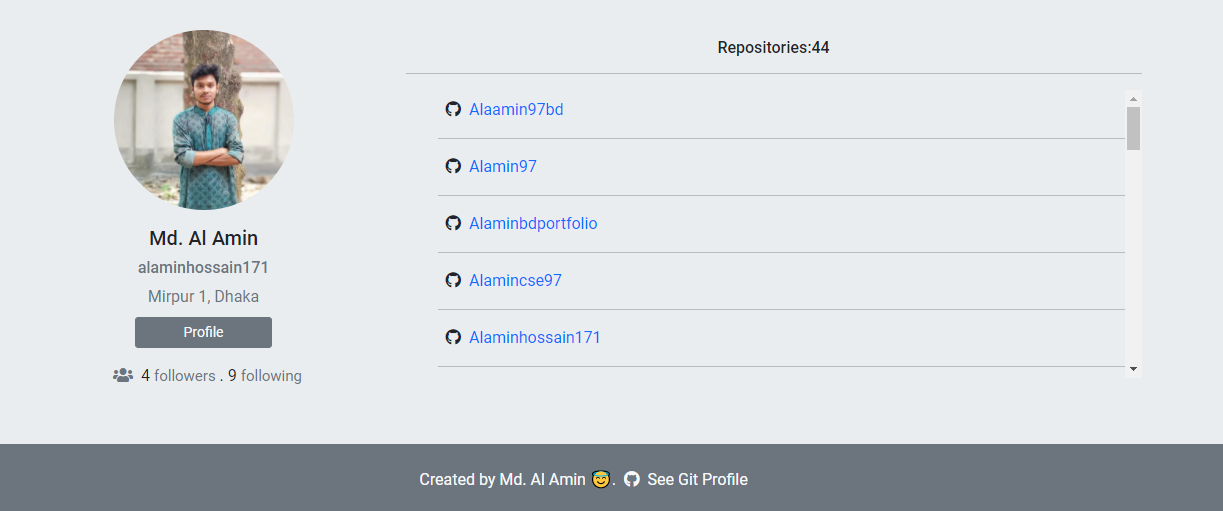 Md. Al Amin
alaminhossain171
Mirpur 1, Dhaka
Profile
4 followers . 9 following
Repositories:44
Alaamin97bd
Alamin97
Alaminbdportfolio
Alamincse97
Alaminhossain171
Created by Md. Al Amin 😇. See Git Profile